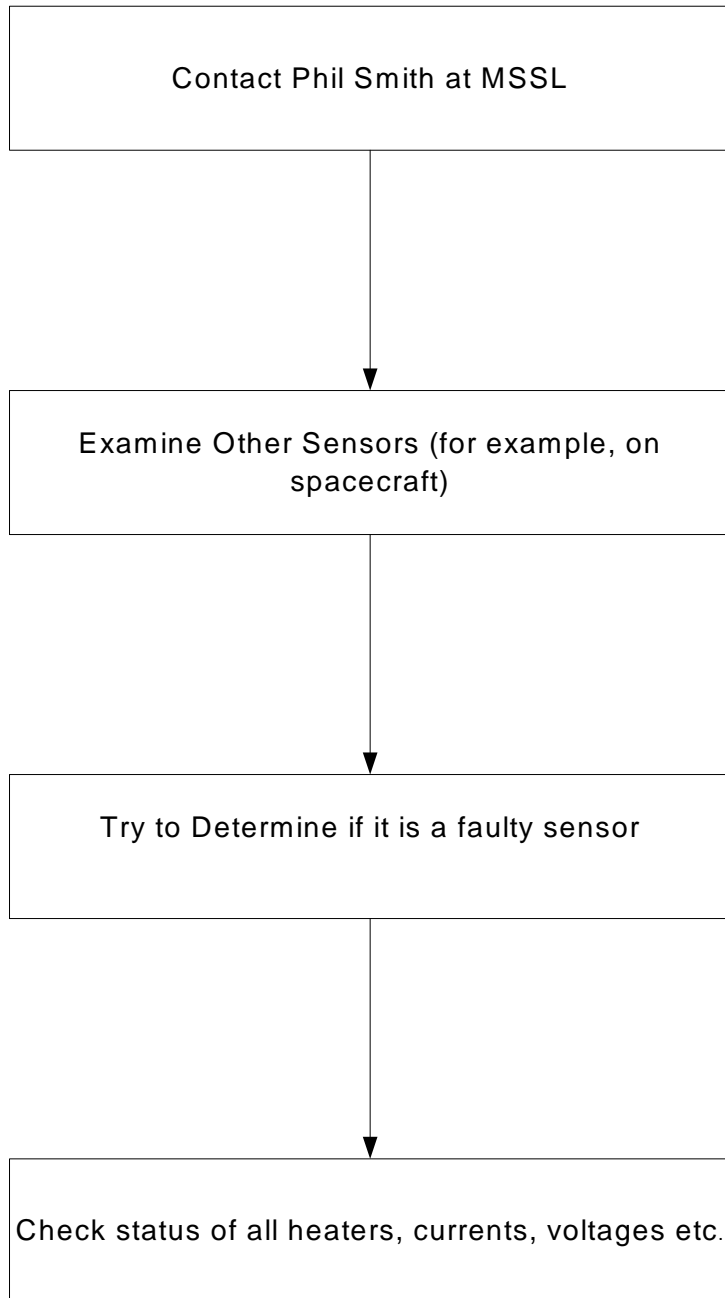 Contact Phil Smith at MSSL
Examine Other Sensors (for example, on
spacecraft)
Try to Determine if it is a faulty sensor
Check status of all heaters, currents, voltages etc.